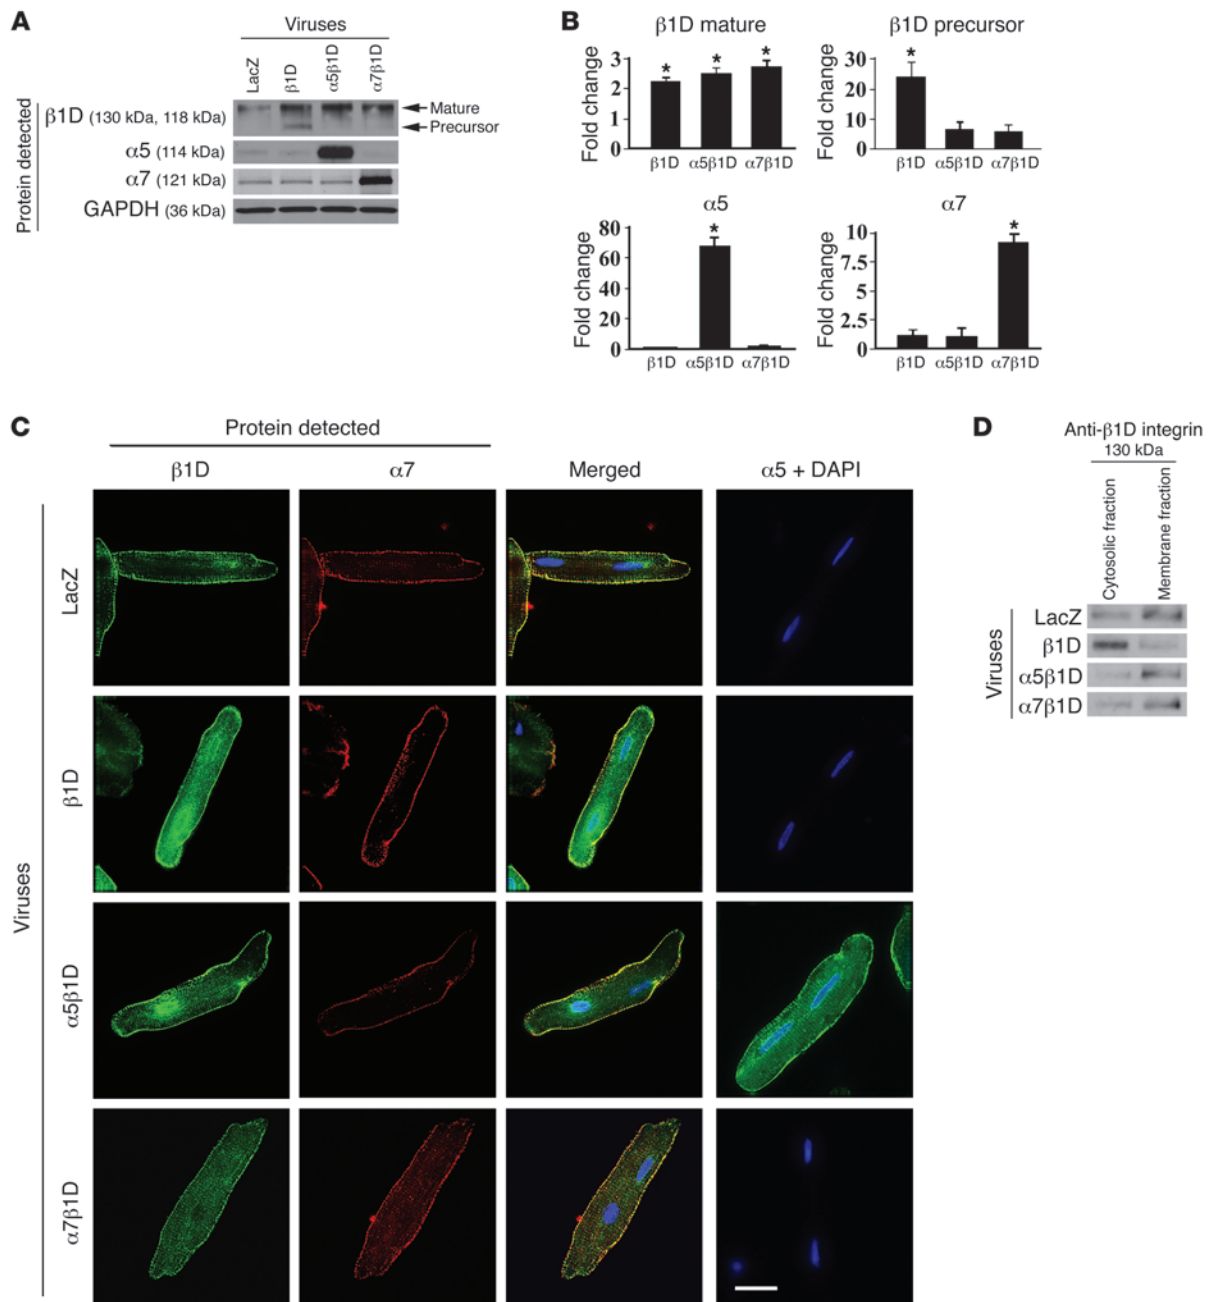 A
Viruses
LacZ
β1D
α5β1D
α7β1D
Protein detected
β1D (130 kDa, 118 kDa)
Mature
Precursor
α5 (114 kDa)
α7 (121 kDa)
GAPDH (36 kDa)
B
β1D mature
Fold change
3
2
1
0
*
*
*
β1D α5β1D α7β1D
β1D precursor
Fold change
30
20
10
0
*
β1D α5β1D α7β1D
α5
Fold change
80
60
40
20
0
*
β1D α5β1D α7β1D
α7
Fold change
10
7.5
5
2.5
0
*
β1D α5β1D α7β1D
C
Protein detected
β1D α7 Merged α5 + DAPI
Viruses
LacZ
β1D
α5β1D
α7β1D
D
Anti-β1D integrin
130 kDa
Cytosolic fraction
Membrane fraction
Viruses
LacZ
β1D
α5β1D
α7β1D